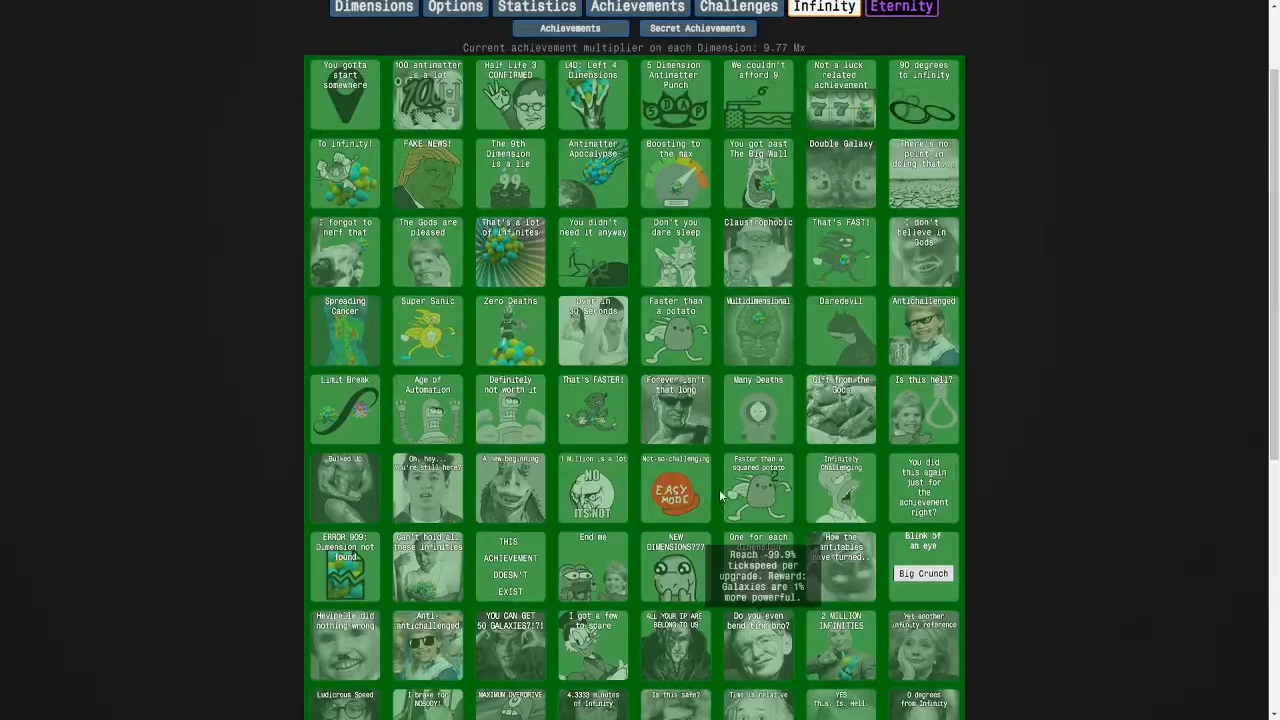 Dimensions Options Statistics Achievements Challenges Infinity Eternity
Achievements Secret Achievements
Current achievement multiplier on each Dimension: 9.77 Mx
You gotta
start
somewhere
100 antimatter
is a lot
Half Life 3
CONFIRMED
L4D: Left 4
Dimensions
5 Dimension
Antimatter
Punch
We couldn't
afford 9
Not a luck
related
achievement
90 degrees
to infinity
To infinity!
FAKE NEWS!
The 9th
Dimension
is a lie
Antimatter
Apocalypse
Boosting to
the max
You got past
The Big Wall
Double Galaxy
There's no
point in
doing that...
I forgot to
nerf that
The Gods are
pleased
That's a lot
of infinites
You didn't
need it anyway
Don't you
dare sleep
Claustrophobic
That's FAST!
I don't
believe in
Gods
Spreading
Cancer
Super Sanic
Zero Deaths
Over in
30 Seconds
Faster than
a potato
Multidimensional
Daredevil
Antichallenged
Limit Break
Age of
Automation
Definitely
not worth it
That's FASTER!
Forever isn't
that long
Many Deaths
Gift from the
Gods
Is this hell?
Bulked Up
Oh, hey...
You're still here?
A new beginning
1 Million is a lot
NO
ITS NOT
Not-so-challenging
EASY
MODE
Faster than a
squared potato
2
Infinitely
Challenging
You did
this again
just for
the
achievement
right?
ERROR 909:
Dimension not
found
Can't hold all
these infinities
THIS
ACHIEVEMENT
DOESN'T
EXIST
End me
NEW
DIMENSIONS???
One for each
Reach -99.9%
tickspeed per
upgrade. Reward:
Galaxies are 1%
more powerful.
How the
antitables
have turned..
Blink of
an eye
Big Crunch
Hevipelle did
nothing wrong
Anti-
antichallenged
YOU CAN GET
50 GALAXIES?!?!
I got a few
to spare
ALL YOUR IP ARE
BELONG TO US
Do you even
bend time bro?
2 MILLION
INFINITIES
Yet another
infinity reference
Ludicrous Speed
I brake for
NOBODY!
MAXIMUM OVERDRIVE
4.3333 minutes
of Infinity
Is this safe?
Time is relative
YES.
This. Is. Hell.
0 degrees
from Infinity